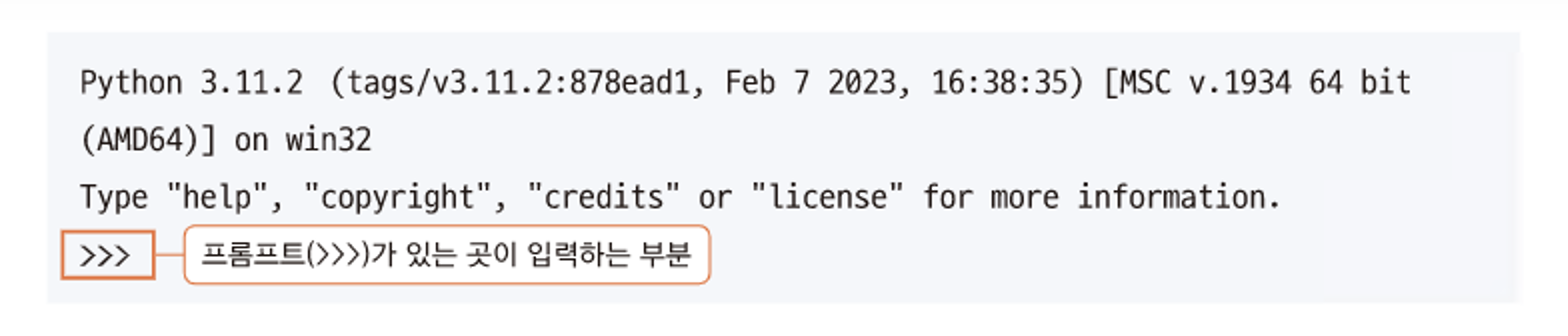 Python 3.11.2 (tags/v3.11.2:878ead1, Feb 7 2023, 16:38:35) [MSC v.1934 64 bit
(AMD64)] on win32
Type "help", "copyright", "credits" or "license" for more information.
>>> 프롬프트(>>>)가 있는 곳이 입력하는 부분